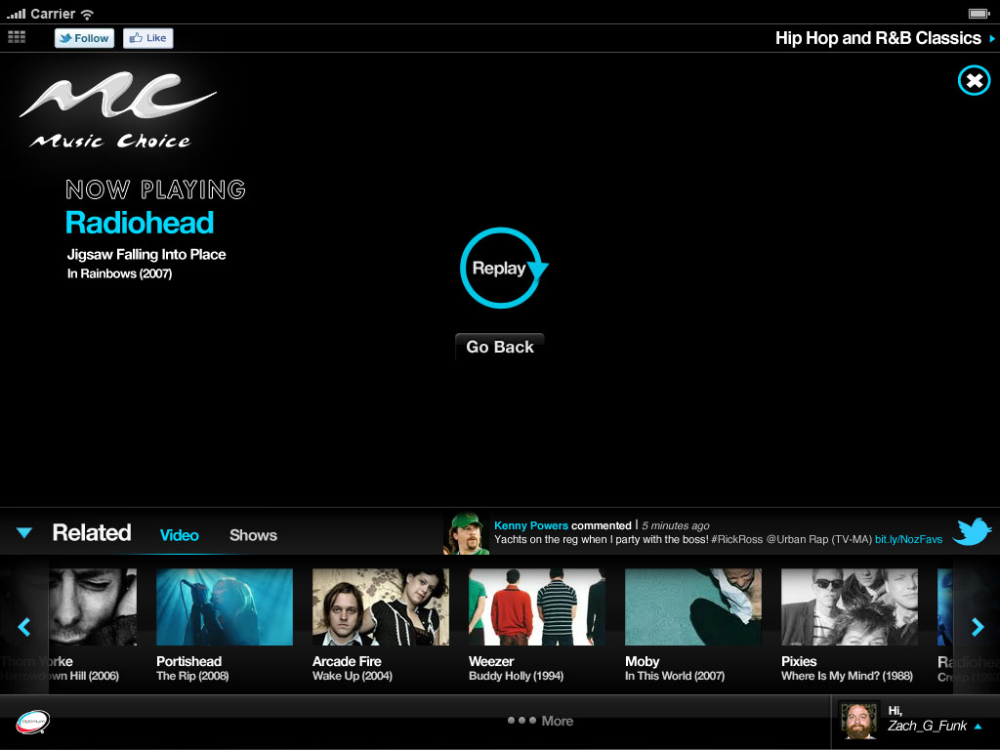 Carrier
Follow
Like
Hip Hop and R&B Classics
MC
Music Choice
NOW PLAYING
Radiohead
Jigsaw Falling Into Place
In Rainbows (2007)
Replay
Go Back
Related
Video
Shows
Kenny Powers commented | 5 minutes ago
Yachts on the reg when I party with the boss! #RickRoss @Urban Rap (TV-MA) bit.ly/NozFavs
Thom Yorke
Harrowdown Hill (2006)
Portishead
The Rip (2008)
Arcade Fire
Wake Up (2004)
Weezer
Buddy Holly (1994)
Moby
In This World (2007)
Pixies
Where Is My Mind? (1988)
Radiohea
Creep (1993
optimum
More
Hi,
Zach_G_Funk